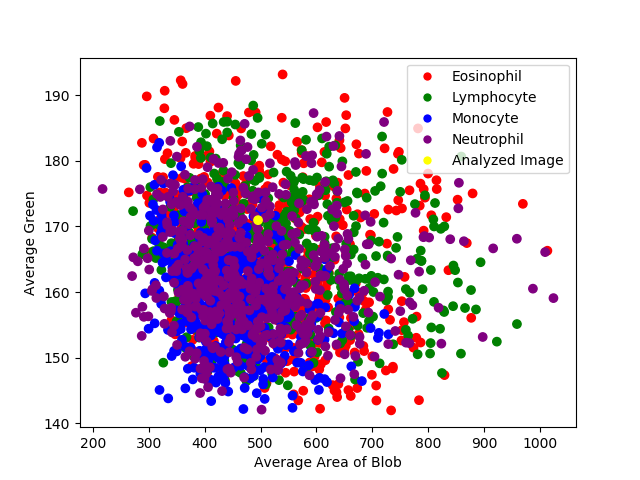 Eosinophil
Lymphocyte
Monocyte
Neutrophil
Analyzed Image
190
180
170
160
150
140
Average Green
200 300 400 500 600 700 800 900 1000
Average Area of Blob